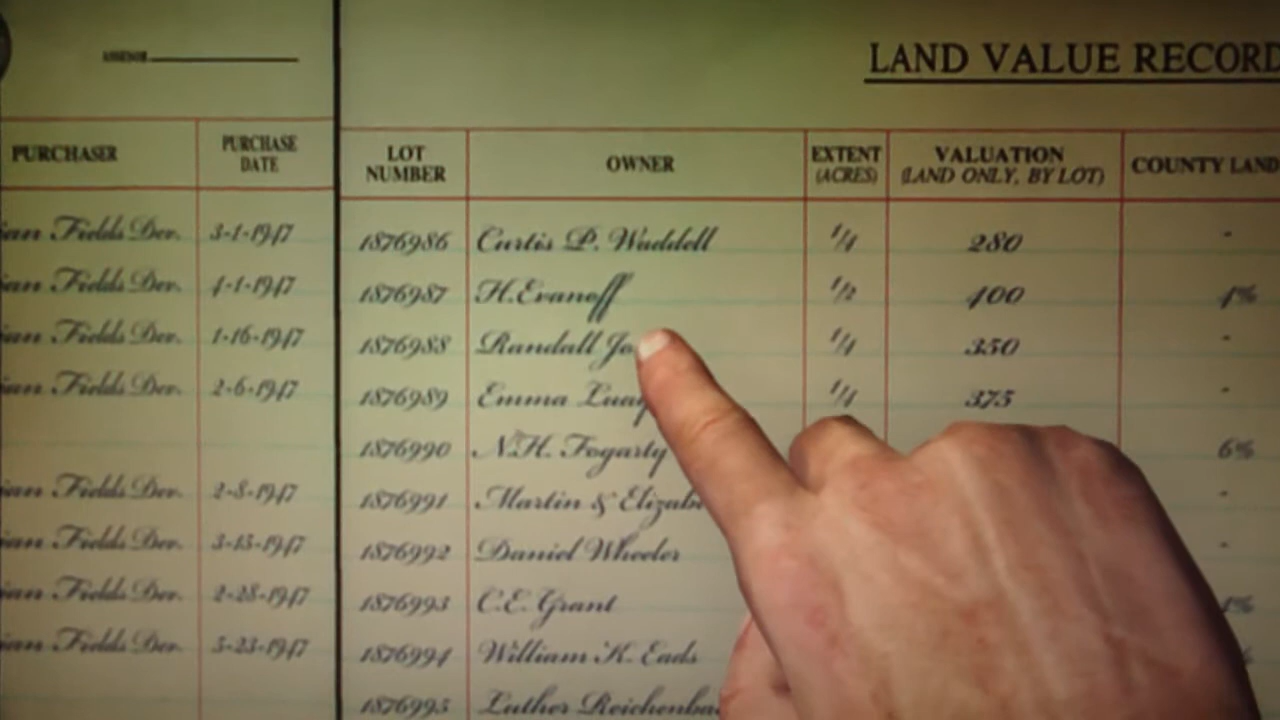 ASSESOR
LAND VALUE RECORD
PURCHASER PURCHASE DATE LOT NUMBER OWNER EXTENT (ACRES) VALUATION (LAND ONLY, BY LOT) COUNTY LAND
Fields Dev. 3-1-1947 1876986 Curtis P. Waddell 1/4 280 -
Fields Dev. 4-1-1947 1876987 H. Evanoff 1/2 400 4%
Fields Dev. 1-16-1947 1876988 Randall 1/4 350 -
Fields Dev. 2-6-1947 1876989 Emma 1/4 375 -
1876990 N.H. Fogarty 6%
Fields Dev. 2-8-1947 1876991 Martin & -
Fields Dev. 3-15-1947 1876992 Daniel Wheeler -
Fields Dev. 2-28-1947 1876993 C.E. Grant
Fields Dev. 5-23-1947 1876994 William K. Eads
1876995 Luther